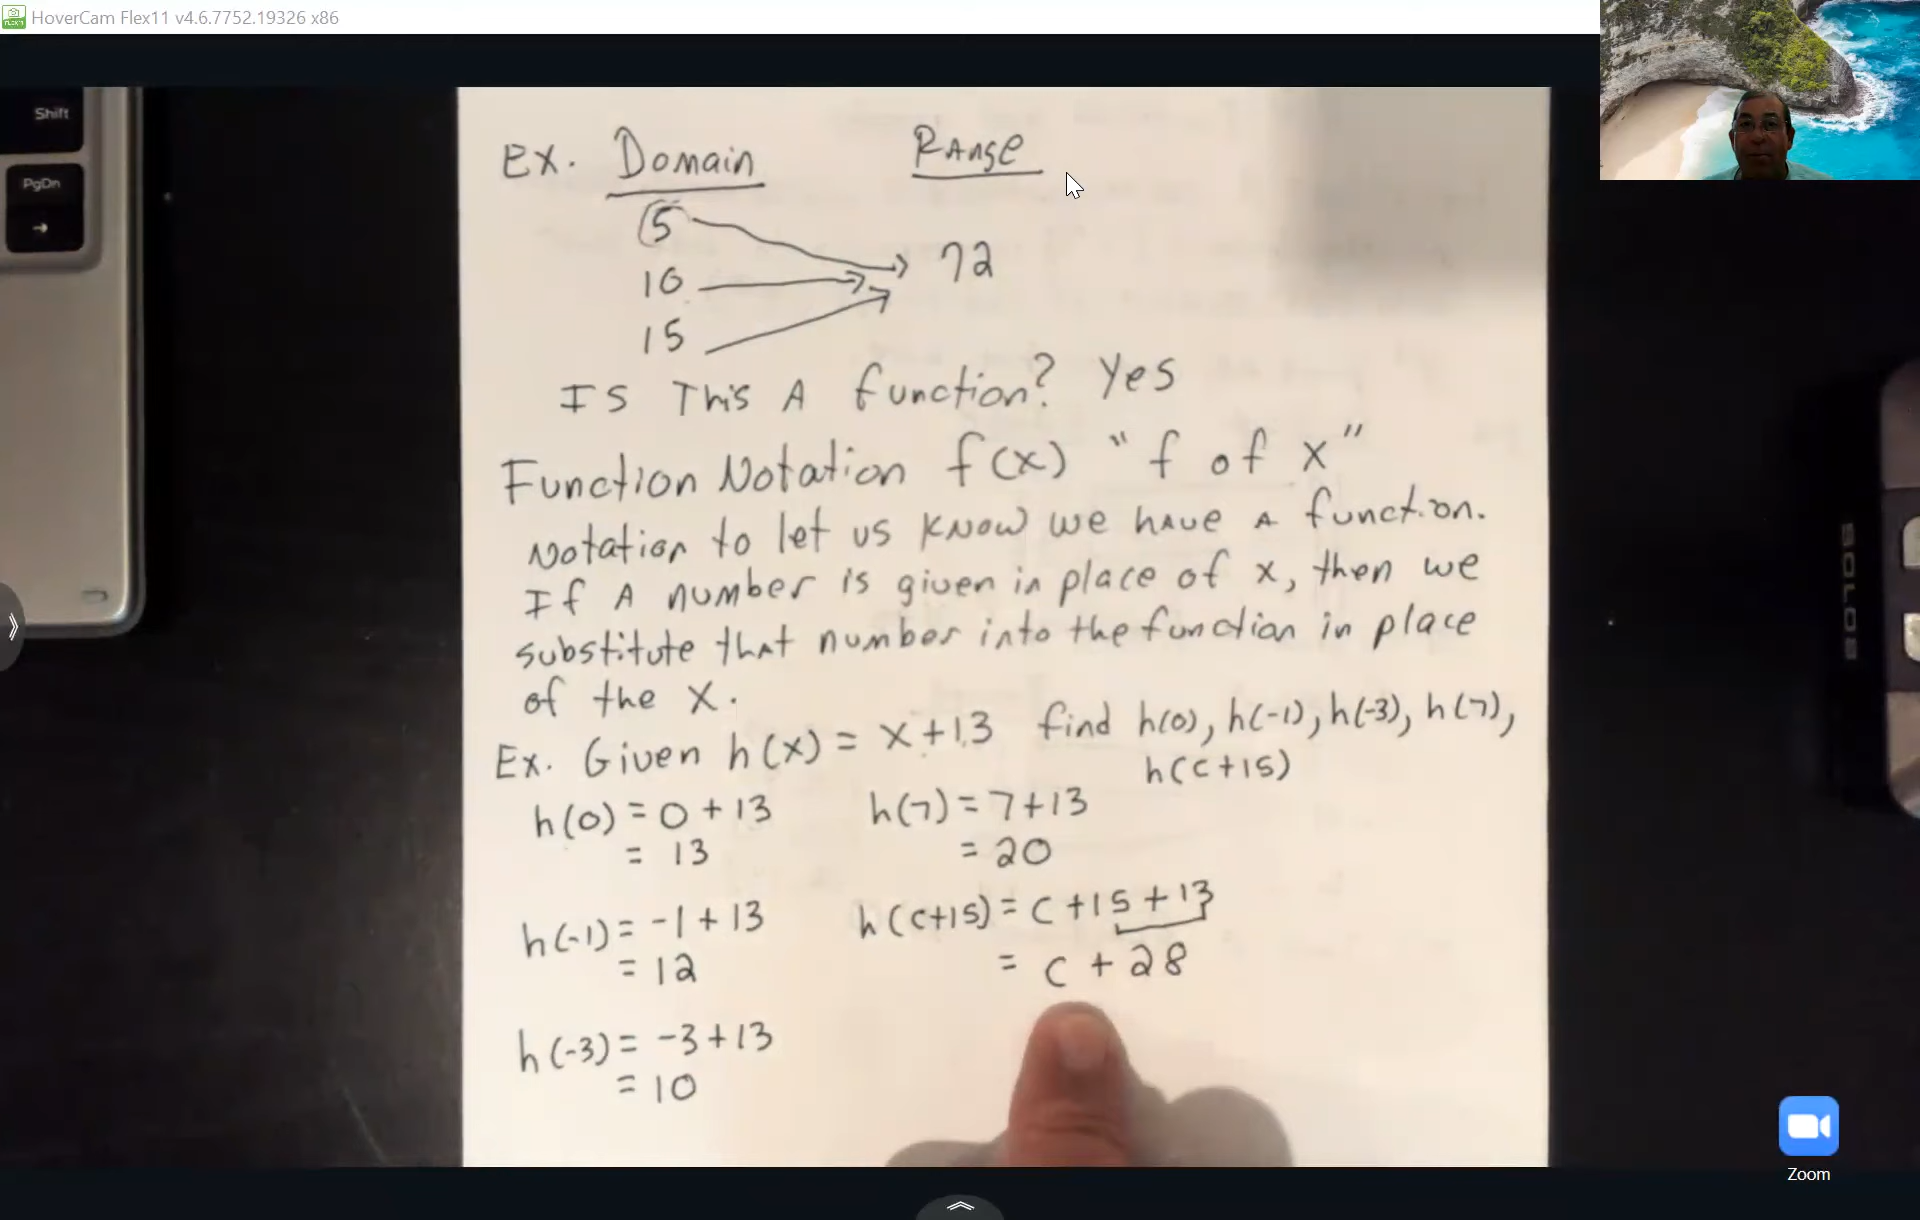 HoverCam Flex11 v4.6.7752.19326 x86
Shift
PgDn
Ex. Domain Range
5
10 72
15
Is This A function? Yes
Function Notation f(x) "f of x"
Notation to let us know we have a function.
If A number is given in place of x, then we
substitute that number into the function in place
of the x.
Ex. Given h(x) = x+13 find h(0), h(-1), h(-3), h(7),
h(c+15)
h(0) = 0 + 13 h(7) = 7+13
= 13 = 20
h(-1) = -1 + 13 h(c+15) = c +15 + 13
= 12 = c + 28
h(-3) = -3+13
= 10
SOLOS
Zoom